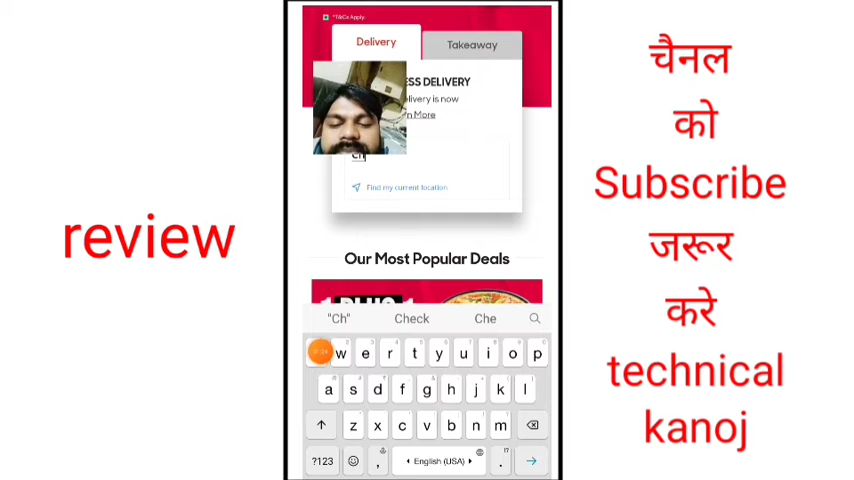 *T&Cs Apply.
Delivery
Takeaway
ESS DELIVERY
elivery is now
n More
Ch
Find my current location
Our Most Popular Deals
"Ch"
Check
Che
w e r t y u i o p
a s d f g h j k l
z x c v b n m
?123
,
English (USA)
.
review
चैनल
को
Subscribe
जरूर
करे
technical
kanoj